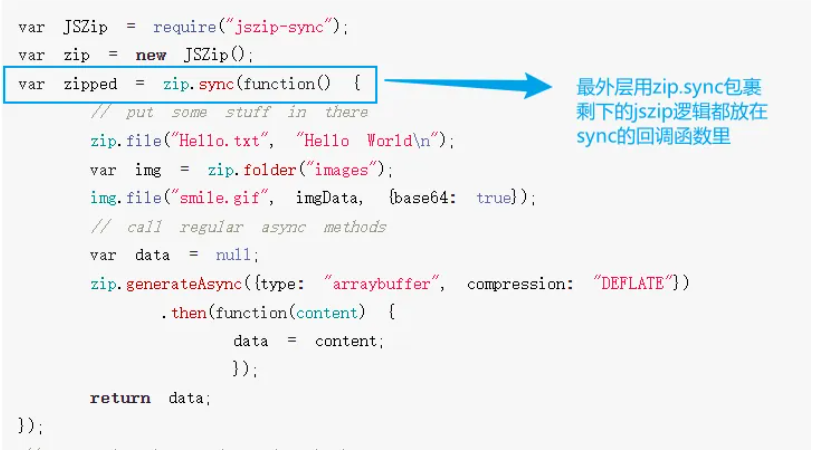 var JSZip = require("jszip-sync");
var zip = new JSZip();
var zipped = zip.sync(function() {
// put some stuff in there
zip.file("Hello.txt", "Hello World\n");
var img = zip.folder("images");
img.file("smile.gif", imgData, {base64: true});
// call regular async methods
var data = null;
zip.generateAsync({type: "arraybuffer", compression: "DEFLATE"})
.then(function(content) {
data = content;
});
return data;
});
最外层用zip.sync包裹
剩下的jszip逻辑都放在
sync的回调函数里